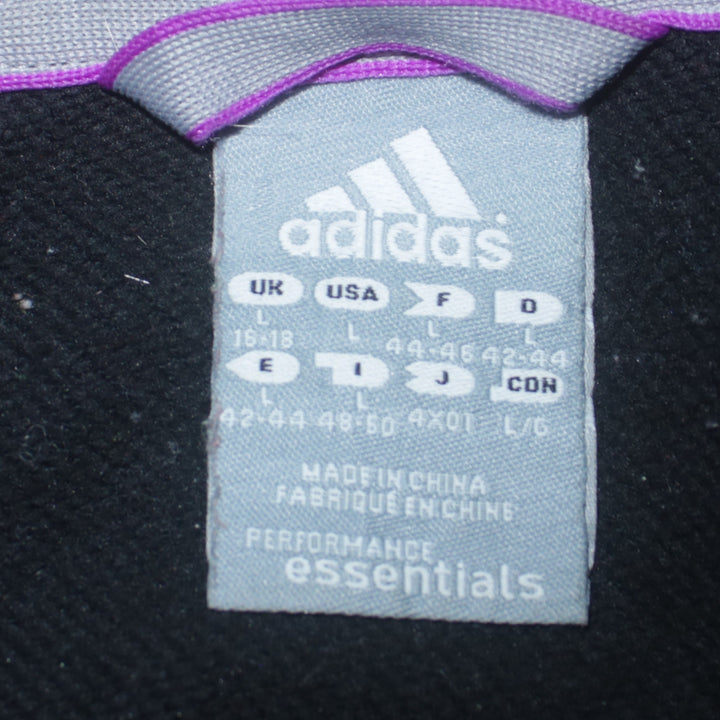 adidas
UK USA F D
L L L L
16-18 44-46 42-44
E I J CDN
L L 4XOT L/G
42-44 48-50
MADE IN CHINA
FABRIQUÉ EN CHINE
PERFORMANCE
essentials